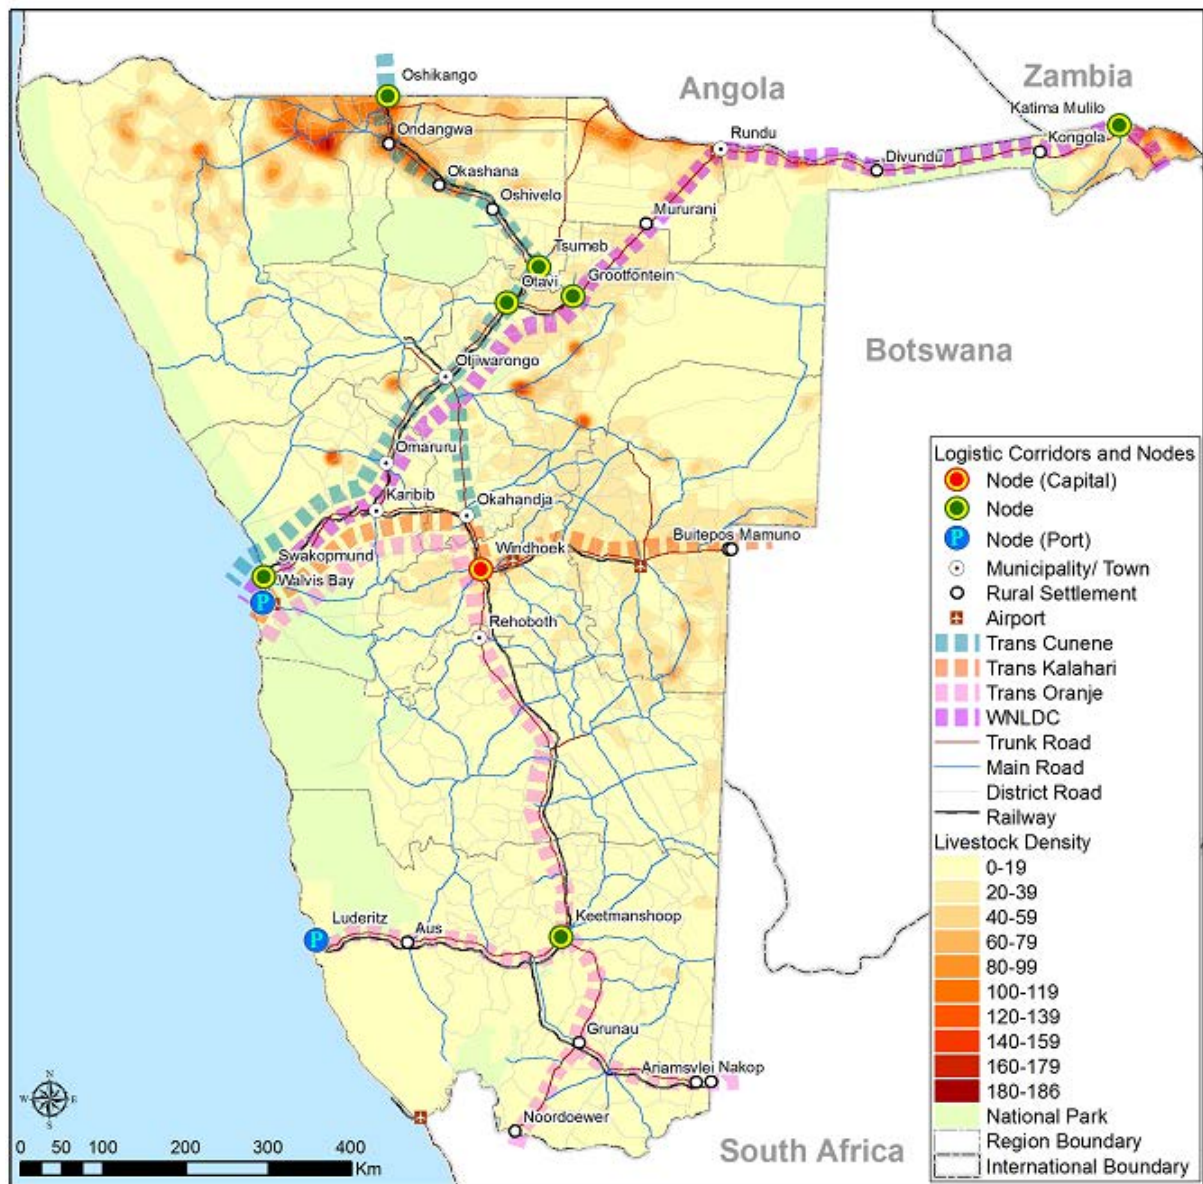 Oshikango
Angola
Zambia
Katima Mulilo
Ondangwa
Rundu
Kongola
Divundu
Okashana
Oshivelo
Mururani
Tsumeb
Otavi
Grootfontein
Botswana
Otjiwarongo
Omaruru
Karibib
Okahandja
Buitepos Mamuno
Swakopmund
Windhoek
Walvis Bay
Rehoboth
Luderitz
Aus
Keetmanshoop
Grunau
Ariamsvlei Nakop
Noordoewer
South Africa
N
W
E
S
0 50 100 200 300 400
Km
Logistic Corridors and Nodes
Node (Capital)
Node
P
Node (Port)
Municipality/ Town
Rural Settlement
Airport
Trans Cunene
Trans Kalahari
Trans Oranje
WNLDC
Trunk Road
Main Road
District Road
Railway
Livestock Density
0-19
20-39
40-59
60-79
80-99
100-119
120-139
140-159
160-179
180-186
National Park
Region Boundary
International Boundary
P
P